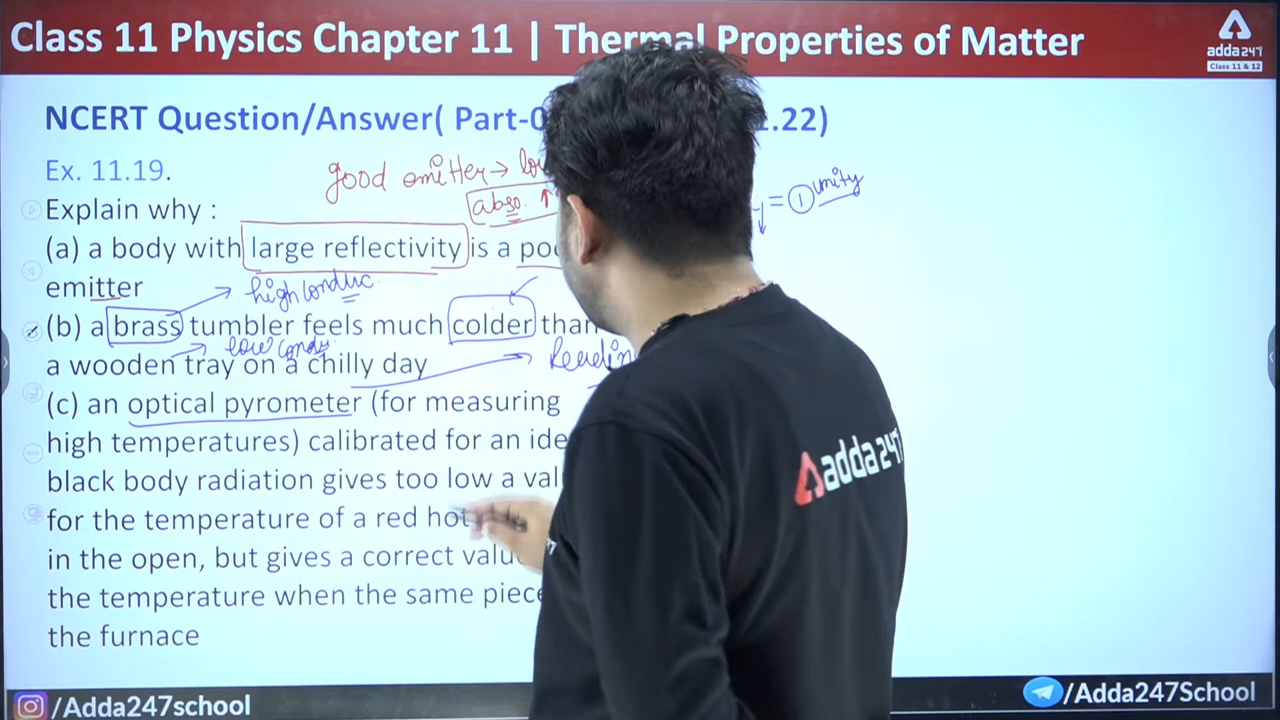 Class 11 Physics Chapter 11 | Thermal Properties of Matter
adda247
Class 11 & 12
NCERT Question/Answer( Part-0
.22)
Ex. 11.19.
good emitter → lo
abso. ↑
= 1 unity
Explain why :
(a) a body with large reflectivity is a po
emitter
high conduc.
(b) a brass tumbler feels much colder than
low condu.
a wooden tray on a chilly day
Readin
(c) an optical pyrometer (for measuring
high temperatures) calibrated for an ide
black body radiation gives too low a val
for the temperature of a red hot
in the open, but gives a correct valu
the temperature when the same piece
the furnace
adda247
/Adda247school
/Adda247School